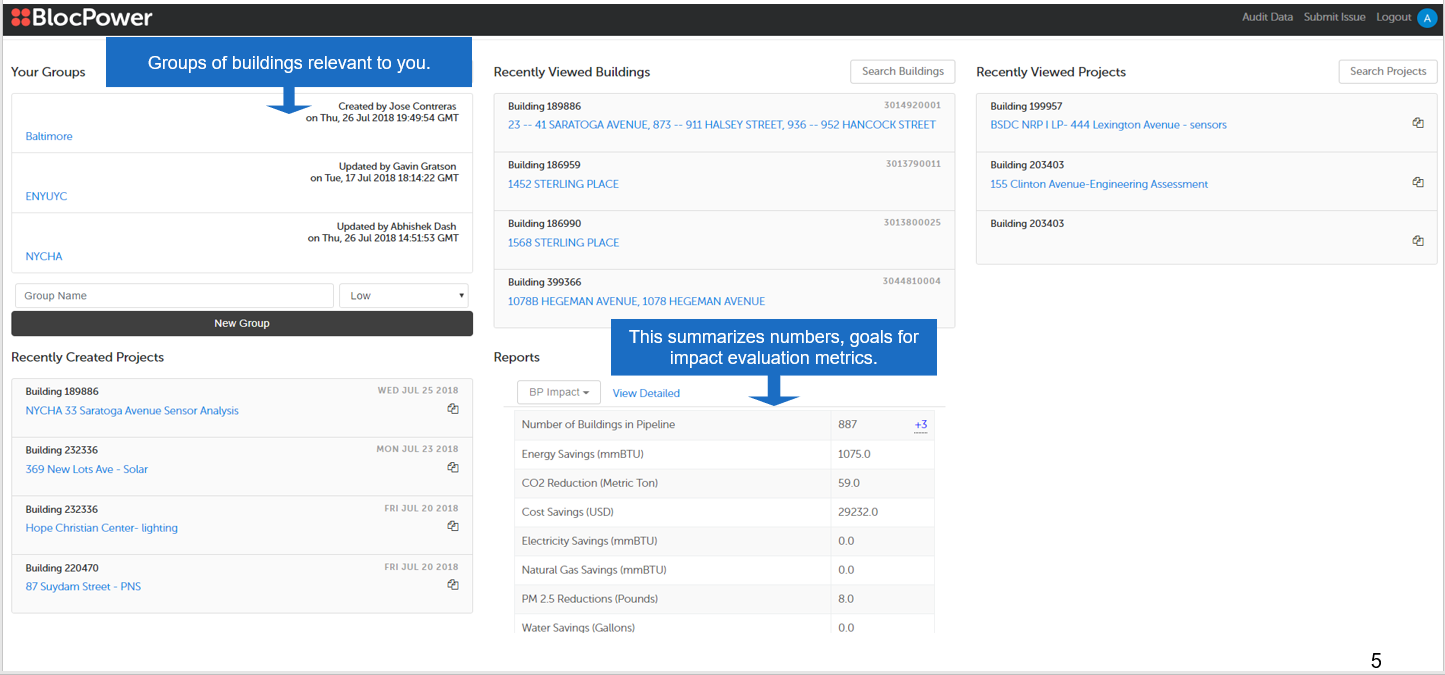 BlocPower
Audit Data Submit Issue Logout A
Your Groups
Groups of buildings relevant to you.
Created by Jose Contreras
on Thu, 26 Jul 2018 19:49:54 GMT
Baltimore
Updated by Gavin Gratson
on Tue, 17 Jul 2018 18:14:22 GMT
ENYUYC
Updated by Abhishek Dash
on Thu, 26 Jul 2018 14:51:53 GMT
NYCHA
Group Name Low
New Group
Recently Created Projects
Building 189886 WED JUL 25 2018
NYCHA 33 Saratoga Avenue Sensor Analysis
Building 232336 MON JUL 23 2018
369 New Lots Ave - Solar
Building 232336 FRI JUL 20 2018
Hope Christian Center- lighting
Building 220470 FRI JUL 20 2018
87 Suydam Street - PNS
Recently Viewed Buildings Search Buildings
Building 189886 3014920001
23 -- 41 SARATOGA AVENUE, 873 -- 911 HALSEY STREET, 936 -- 952 HANCOCK STREET
Building 186959 3013790011
1452 STERLING PLACE
Building 186990 3013800025
1568 STERLING PLACE
Building 399366 3044810004
1078B HEGEMAN AVENUE, 1078 HEGEMAN AVENUE
This summarizes numbers, goals for
impact evaluation metrics.
Reports
BP Impact View Detailed
Number of Buildings in Pipeline 887 +3
Energy Savings (mmBTU) 1075.0
CO2 Reduction (Metric Ton) 59.0
Cost Savings (USD) 29232.0
Electricity Savings (mmBTU) 0.0
Natural Gas Savings (mmBTU) 0.0
PM 2.5 Reductions (Pounds) 8.0
Water Savings (Gallons) 0.0
Recently Viewed Projects Search Projects
Building 199957
BSDC NRP I LP- 444 Lexington Avenue - sensors
Building 203403
155 Clinton Avenue-Engineering Assessment
Building 203403
5